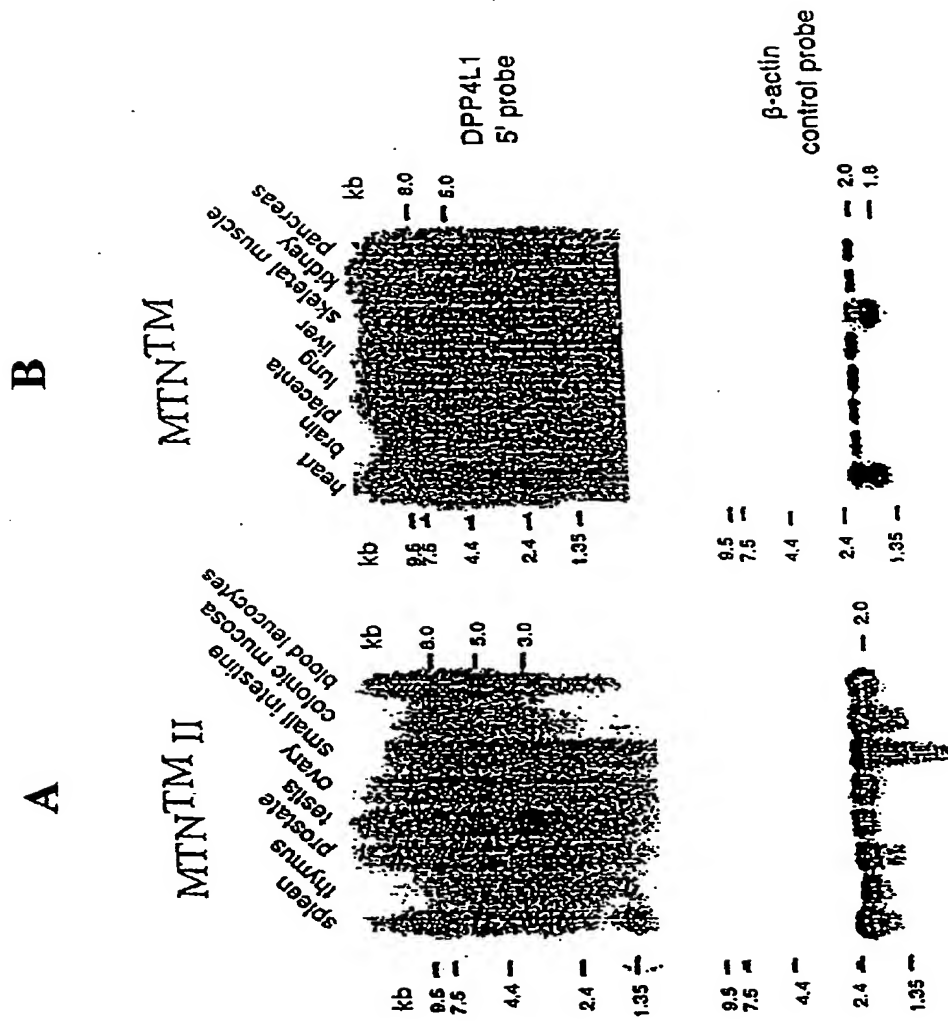 A
MTN™ II
spleen
thymus
prostate
testis
ovary
small intestine
colonic mucosa
blood leucocytes
kb
9.5
7.5
4.4
2.4
1.35
kb
8.0
5.0
3.0
9.5
7.5
4.4
2.4
1.35
2.0
B
MTN™
heart
brain
placenta
lung
liver
skeletal muscle
kidney
pancreas
kb
7.5
4.4
2.4
1.35
kb
8.0
5.0
DPP4L1
5' probe
9.5
7.5
4.4
2.4
1.35
2.0
1.8
β-actin
control probe